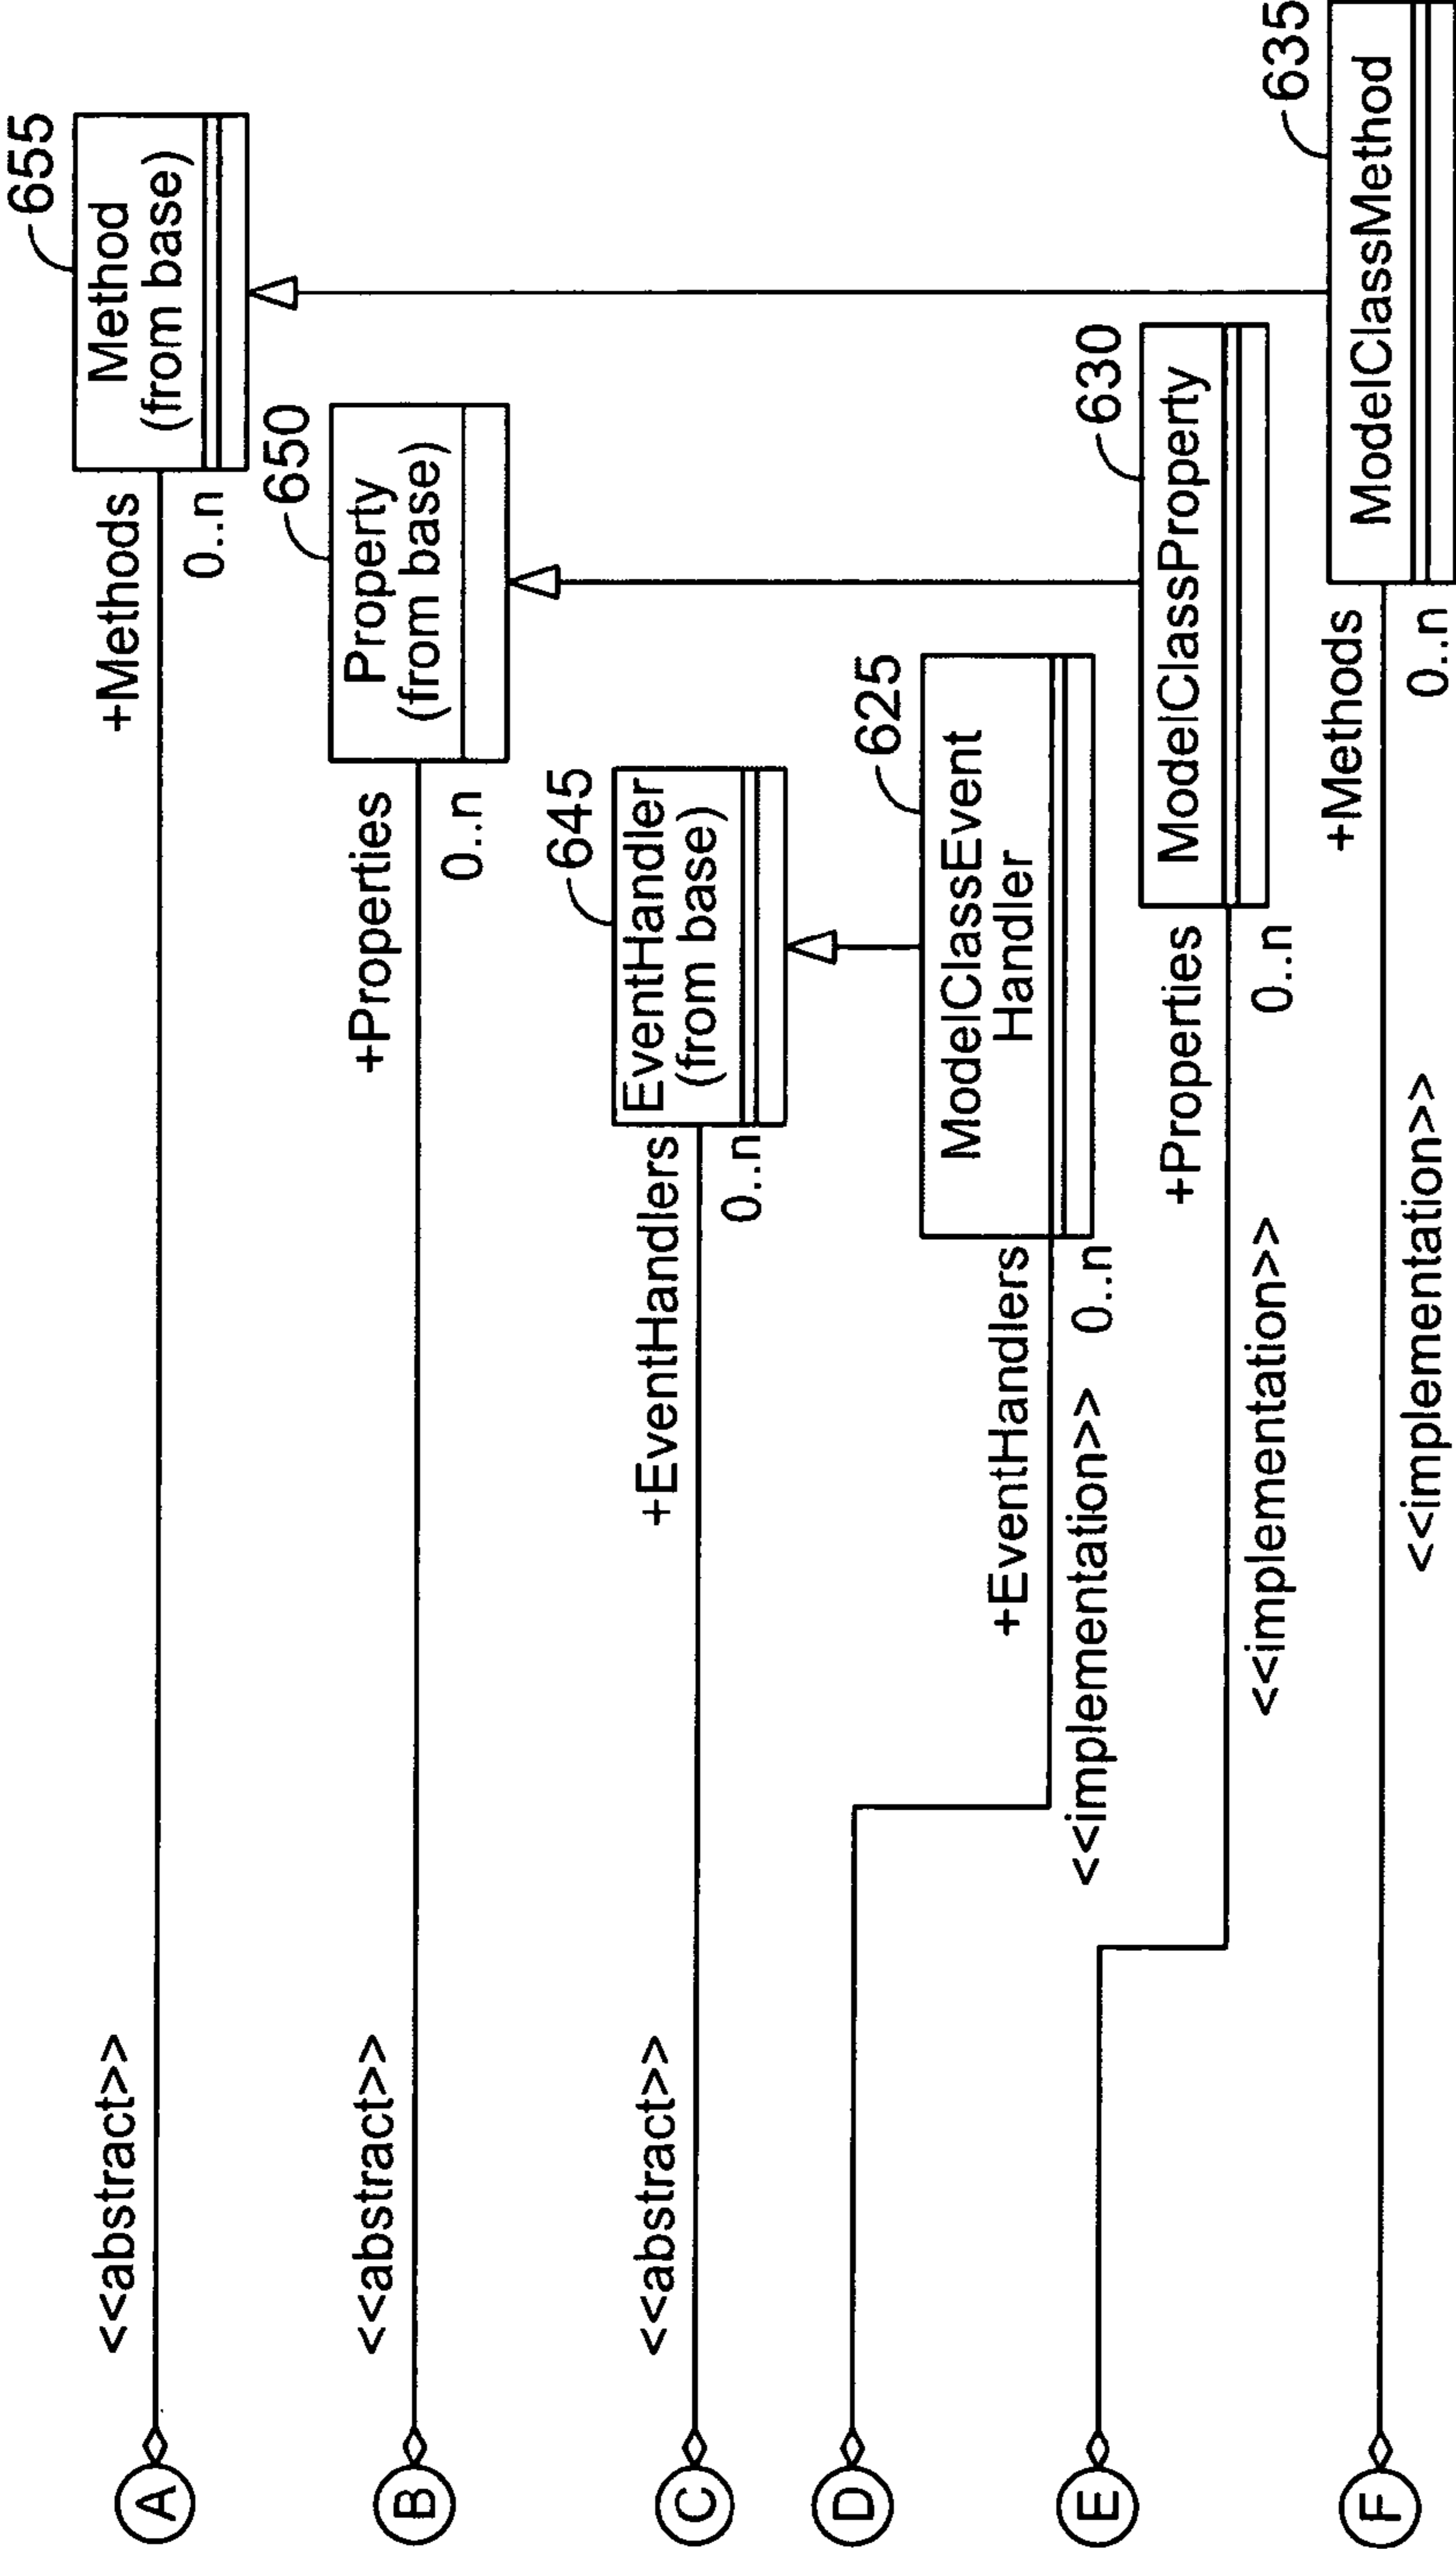 655
Method
(from base)
<<abstract>>
+Methods
0..n
A
650
Property
(from base)
<<abstract>>
+Properties
0..n
B
645
EventHandler
(from base)
<<abstract>>
+EventHandlers
0..n
C
625
ModelClassEvent
Handler
+EventHandlers
<<implementation>>
0..n
D
630
ModelClassProperty
+Properties
<<implementation>>
0..n
E
635
ModelClassMethod
+Methods
<<implementation>>
0..n
F